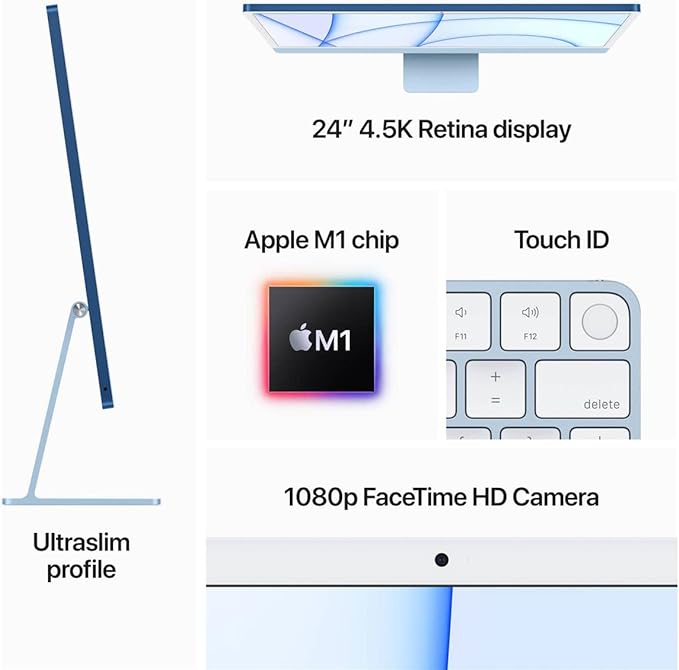 Ultraslim
profile
24″ 4.5K Retina display
Apple M1 chip
M1
Touch ID
F11
F12
+
=
delete
1080p FaceTime HD Camera